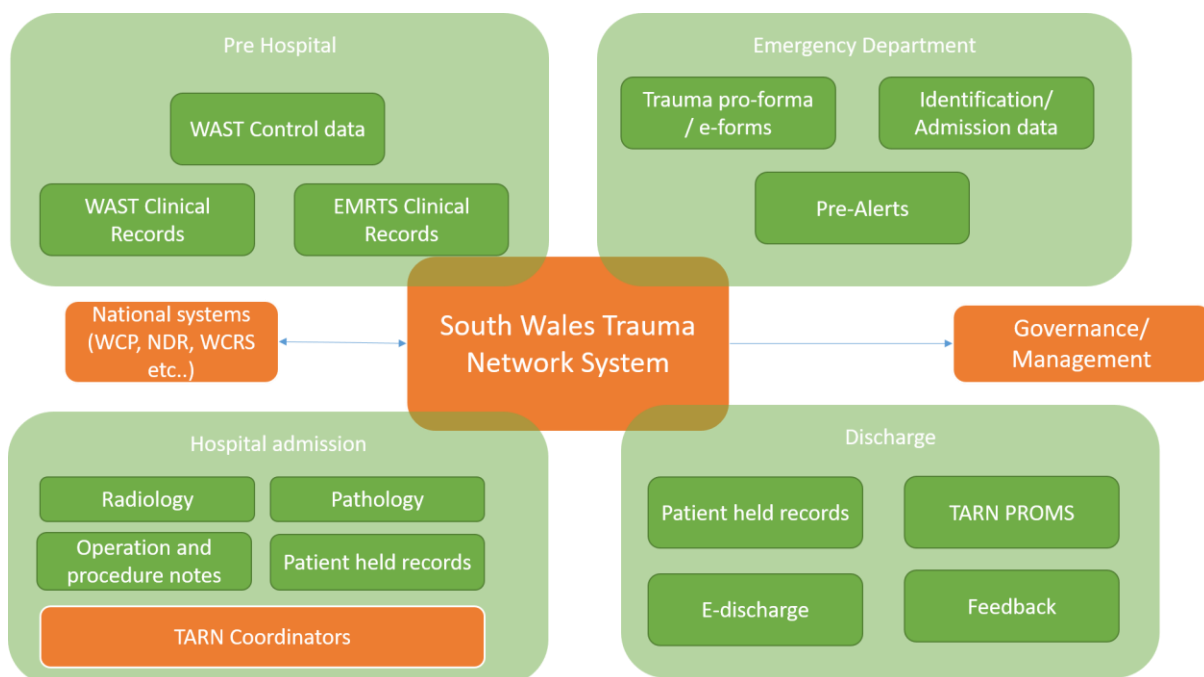 Pre Hospital
WAST Control data
WAST Clinical
Records
EMRTS Clinical
Records
Emergency Department
Trauma pro-forma
/ e-forms
Identification/
Admission data
Pre-Alerts
National systems
(WCP, NDR, WCRS
etc..)
South Wales Trauma
Network System
Governance/
Management
Hospital admission
Radiology
Pathology
Operation and
procedure notes
Patient held records
TARN Coordinators
Discharge
Patient held records
TARN PROMS
E-discharge
Feedback